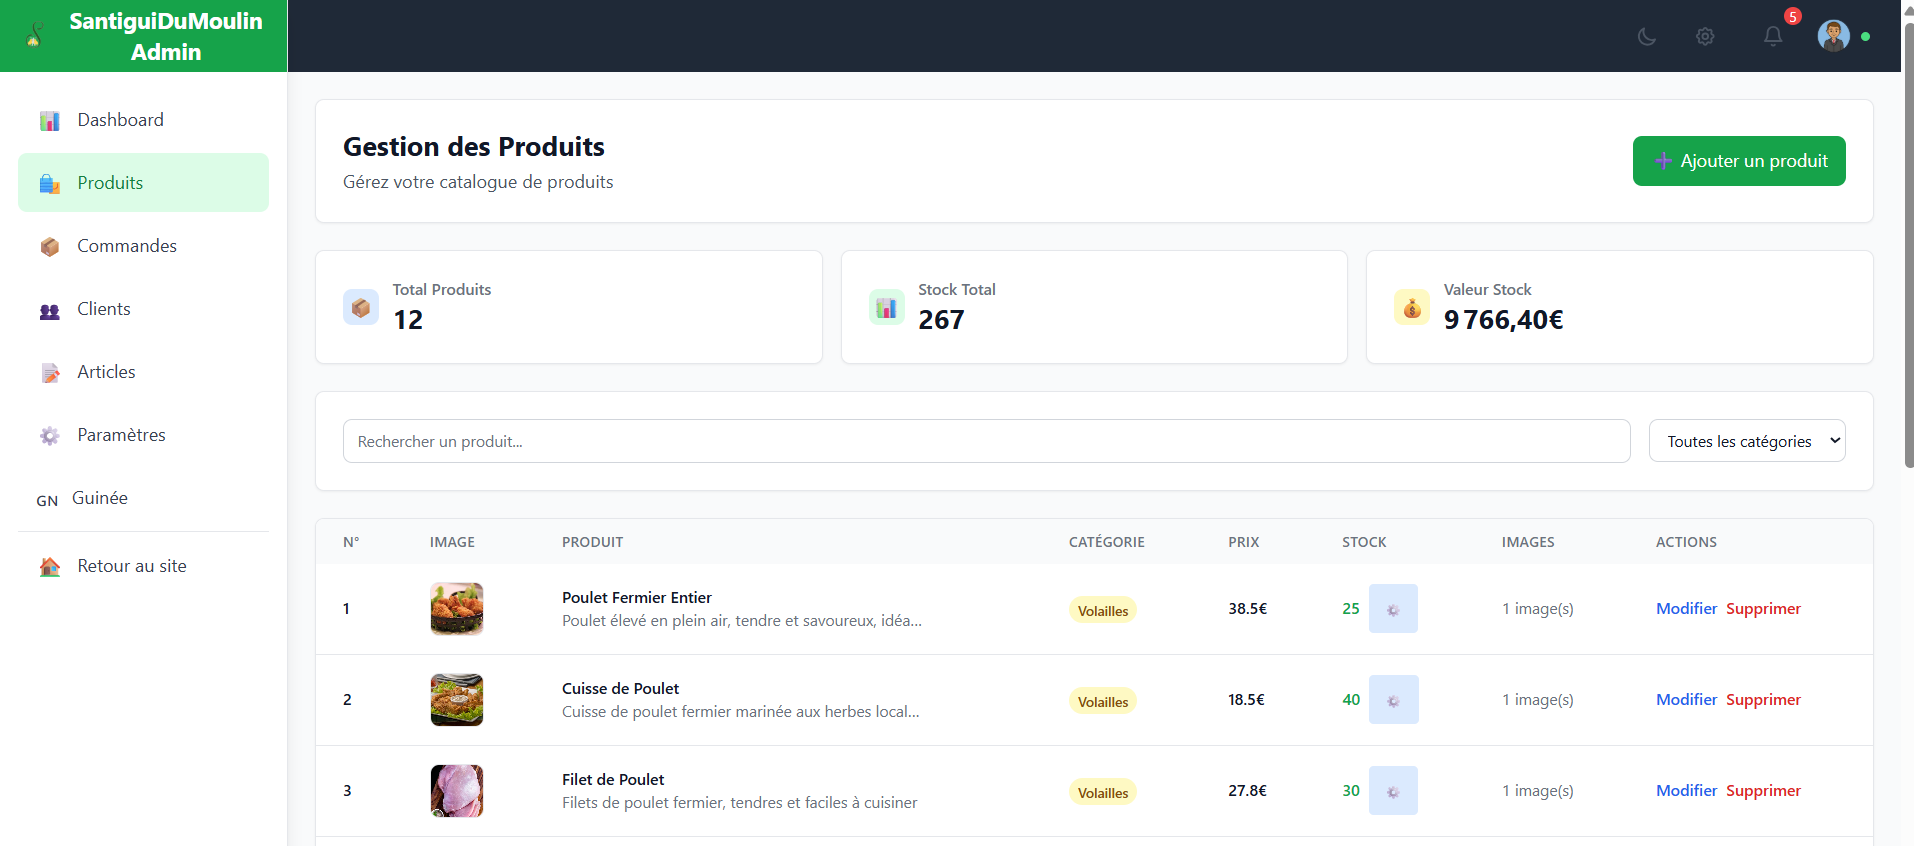 SantiguiDuMoulin
Admin
5
Dashboard
Produits
Commandes
Clients
Articles
Paramètres
GN Guinée
Retour au site
Gestion des Produits
Gérez votre catalogue de produits
Ajouter un produit
Total Produits
12
Stock Total
267
Valeur Stock
9 766,40€
Rechercher un produit...
Toutes les catégories
N° IMAGE PRODUIT CATÉGORIE PRIX STOCK IMAGES ACTIONS
1 Poulet Fermier Entier Volailles 38.5€ 25 1 image(s) Modifier Supprimer
Poulet élevé en plein air, tendre et savoureux, idéa...
2 Cuisse de Poulet Volailles 18.5€ 40 1 image(s) Modifier Supprimer
Cuisse de poulet fermier marinée aux herbes local...
3 Filet de Poulet Volailles 27.8€ 30 1 image(s) Modifier Supprimer
Filets de poulet fermier, tendres et faciles à cuisiner